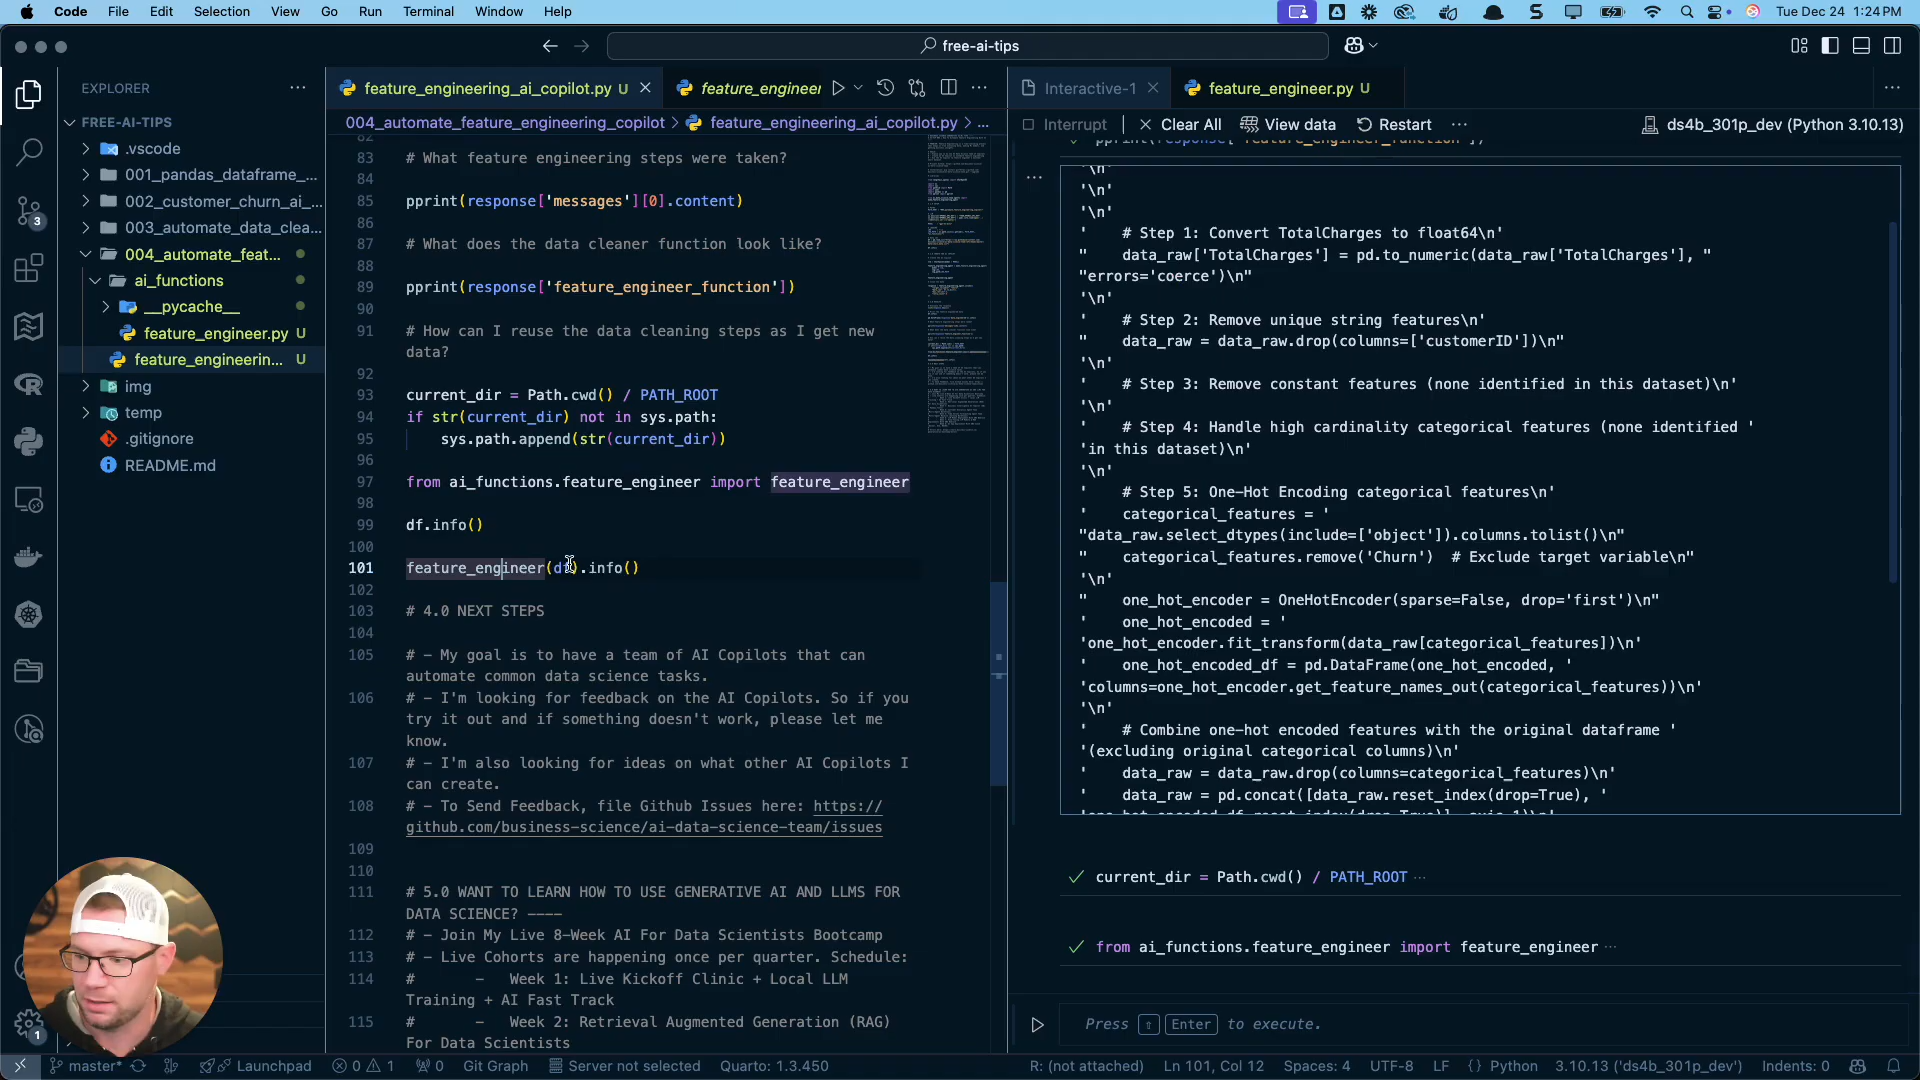 Code File Edit Selection View Go Run Terminal Window Help
Tue Dec 24 1:24 PM
free-ai-tips
EXPLORER
FREE-AI-TIPS
.vscode
001_pandas_dataframe_...
002_customer_churn_ai_...
003_automate_data_clea...
004_automate_feat...
ai_functions
__pycache__
feature_engineer.py U
feature_engineerin... U
img
temp
.gitignore
README.md
3
1
feature_engineering_ai_copilot.py U
feature_engineer
004_automate_feature_engineering_copilot > feature_engineering_ai_copilot.py > ...
82
83 # What feature engineering steps were taken?
84
85 pprint(response['messages'][0].content)
86
87 # What does the data cleaner function look like?
88
89 pprint(response['feature_engineer_function'])
90
91 # How can I reuse the data cleaning steps as I get new
data?
92
93 current_dir = Path.cwd() / PATH_ROOT
94 if str(current_dir) not in sys.path:
95 sys.path.append(str(current_dir))
96
97 from ai_functions.feature_engineer import feature_engineer
98
99 df.info()
100
101 feature_engineer(df).info()
102
103 # 4.0 NEXT STEPS
104
105 # - My goal is to have a team of AI Copilots that can
automate common data science tasks.
106 # - I'm looking for feedback on the AI Copilots. So if you
try it out and if something doesn't work, please let me
know.
107 # - I'm also looking for ideas on what other AI Copilots I
can create.
108 # - To Send Feedback, file Github Issues here: https://
github.com/business-science/ai-data-science-team/issues
109
110
111 # 5.0 WANT TO LEARN HOW TO USE GENERATIVE AI AND LLMS FOR
DATA SCIENCE? ----
112 # - Join My Live 8-Week AI For Data Scientists Bootcamp
113 # - Live Cohorts are happening once per quarter. Schedule:
114 # - Week 1: Live Kickoff Clinic + Local LLM
Training + AI Fast Track
115 # - Week 2: Retrieval Augmented Generation (RAG)
For Data Scientists
Interactive-1
feature_engineer.py U
Interrupt | Clear All View data Restart ... ds4b_301p_dev (Python 3.10.13)
pprint(response['feature_engineer_function'])
'\n'
'\n'
'\n'
' # Step 1: Convert TotalCharges to float64\n'
" data_raw['TotalCharges'] = pd.to_numeric(data_raw['TotalCharges'], "
"errors='coerce')\n"
'\n'
' # Step 2: Remove unique string features\n'
" data_raw = data_raw.drop(columns=['customerID'])\n"
'\n'
' # Step 3: Remove constant features (none identified in this dataset)\n'
'\n'
' # Step 4: Handle high cardinality categorical features (none identified '
'in this dataset)\n'
'\n'
' # Step 5: One-Hot Encoding categorical features\n'
' categorical_features = '
"data_raw.select_dtypes(include=['object']).columns.tolist()\n"
" categorical_features.remove('Churn') # Exclude target variable\n"
'\n'
" one_hot_encoder = OneHotEncoder(sparse=False, drop='first')\n"
' one_hot_encoded = '
'one_hot_encoder.fit_transform(data_raw[categorical_features])\n'
' one_hot_encoded_df = pd.DataFrame(one_hot_encoded, '
'columns=one_hot_encoder.get_feature_names_out(categorical_features))\n'
'\n'
' # Combine one-hot encoded features with the original dataframe '
'(excluding original categorical columns)\n'
' data_raw = data_raw.drop(columns=categorical_features)\n'
' data_raw = pd.concat([data_raw.reset_index(drop=True), '
'one_hot_encoded_df.reset_index(drop=True)], axis=1)\n'
current_dir = Path.cwd() / PATH_ROOT ...
from ai_functions.feature_engineer import feature_engineer ...
Press ⇧ Enter to execute.
master* Launchpad 0 1 0 Git Graph Server not selected Quarto: 1.3.450 R: (not attached) Ln 101, Col 12 Spaces: 4 UTF-8 LF {} Python 3.10.13 ('ds4b_301p_dev') Indents: 0